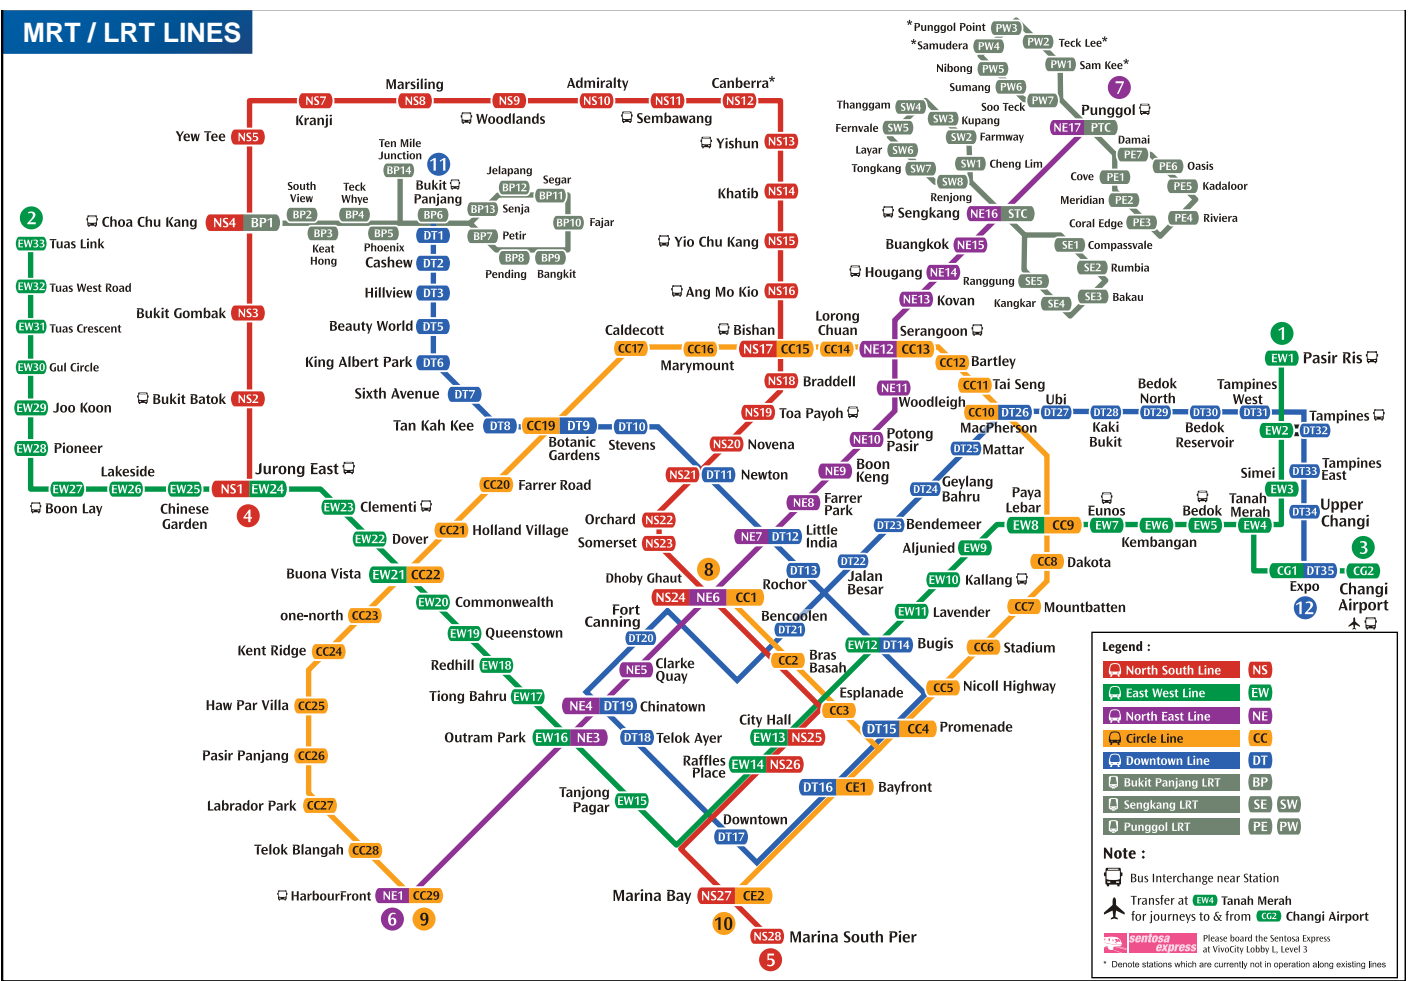 MRT / LRT LINES
*Punggol Point PW3
*Samudera PW4
PW2 Teck Lee*
Nibong PW5
PW1 Sam Kee*
Sumang PW6
Soo Teck PW7
7
Punggol
NE17 PTC
Thanggam SW4
SW3 Kupang
Fernvale SW5
SW2 Farmway
Layar SW6
SW1 Cheng Lim
Tongkang SW7
SW8
Renjong
Damai
PE7
PE6 Oasis
Cove PE1
PE5 Kadaloor
Meridian PE2
PE4 Riviera
Coral Edge PE3
Sengkang NE16 STC
Buangkok NE15
SE1 Compassvale
SE2 Rumbia
Ranggung SE5
SE3 Bakau
Kangkar SE4
Hougang NE14
NE13 Kovan
NS7
Kranji
Marsiling
NS8
NS9
Woodlands
Admiralty
NS10
NS11
Sembawang
Canberra*
NS12
Yew Tee NS5
Yishun NS13
Khatib NS14
Yio Chu Kang NS15
Ang Mo Kio NS16
Choa Chu Kang NS4 BP1
South
View
BP2
BP3
Keat
Hong
Teck
Whye
BP4
BP5
Phoenix
Ten Mile
Junction
BP14
11
Bukit
Panjang
BP6
DT1
Jelapang
BP12
Segar
BP11
BP13 Senja
BP10 Fajar
BP7 Petir
BP8
Pending
BP9
Bangkit
Cashew DT2
Hillview DT3
Beauty World DT5
King Albert Park DT6
Sixth Avenue DT7
Tan Kah Kee DT8
CC19 DT9
Botanic
Gardens
DT10
Stevens
2
EW33 Tuas Link
EW32 Tuas West Road
EW31 Tuas Crescent
EW30 Gul Circle
EW29 Joo Koon
EW28 Pioneer
EW27
Boon Lay
Lakeside
EW26
EW25
Chinese
Garden
Bukit Gombak NS3
Bukit Batok NS2
Jurong East
NS1 EW24
4
EW23 Clementi
EW22 Dover
Buona Vista EW21 CC22
EW20 Commonwealth
EW19 Queenstown
Redhill EW18
Tiong Bahru EW17
Outram Park EW16 NE3
Caldecott
CC17
CC16
Marymount
Bishan
NS17 CC15
Lorong
Chuan
CC14
Serangoon
NE12 CC13
CC12 Bartley
CC11 Tai Seng
CC10 DT26
MacPherson
NS18 Braddell
NS19 Toa Payoh
NS20 Novena
NS21 DT11 Newton
Orchard NS22
Somerset NS23
NE11
Woodleigh
NE10 Potong
Pasir
NE9 Boon
Keng
NE8 Farrer
Park
NE7 DT12 Little
India
DT13
Rochor
8
Dhoby Ghaut
NS24 NE6 CC1
Ubi
DT27
DT28
Kaki
Bukit
Bedok
North
DT29
DT30
Bedok
Reservoir
Tampines
West
DT31
1
EW1 Pasir Ris
Tampines
EW2 DT32
Simei EW3
DT33 Tampines
East
DT34 Upper
Changi
Tanah
Merah
EW4
Bedok
EW5
EW6
Kembangan
Eunos
EW7
Paya
Lebar
EW8 CC9
3
CG1 DT35
Expo
12
CG2
Changi
Airport
DT25 Mattar
DT24 Geylang
Bahru
DT23 Bendemeer
DT22
Jalan
Besar
Bencoolen
DT21
Fort
Canning
DT20
Aljunied EW9
EW10 Kallang
EW11 Lavender
EW12 DT14 Bugis
CC8 Dakota
CC7 Mountbatten
CC6 Stadium
CC5 Nicoll Highway
DT15 CC4 Promenade
CC20 Farrer Road
CC21 Holland Village
one-north CC23
Kent Ridge CC24
Haw Par Villa CC25
Pasir Panjang CC26
Labrador Park CC27
Telok Blangah CC28
HarbourFront NE1 CC29
6
9
CC2 Bras
Basah
Esplanade
CC3
NE5 Clarke
Quay
NE4 DT19 Chinatown
DT18 Telok Ayer
City Hall
EW13 NS25
Raffles
Place
EW14 NS26
Tanjong
Pagar
EW15
DT16 CE1 Bayfront
Downtown
DT17
Marina Bay NS27 CE2
10
NS28 Marina South Pier
5
Legend :
North South Line NS
East West Line EW
North East Line NE
Circle Line CC
Downtown Line DT
Bukit Panjang LRT BP
Sengkang LRT SE SW
Punggol LRT PE PW
Note :
Bus Interchange near Station
Transfer at EW4 Tanah Merah
for journeys to & from CG2 Changi Airport
sentosa
express
Please board the Sentosa Express
at VivoCity Lobby L, Level 3
* Denote stations which are currently not in operation along existing lines